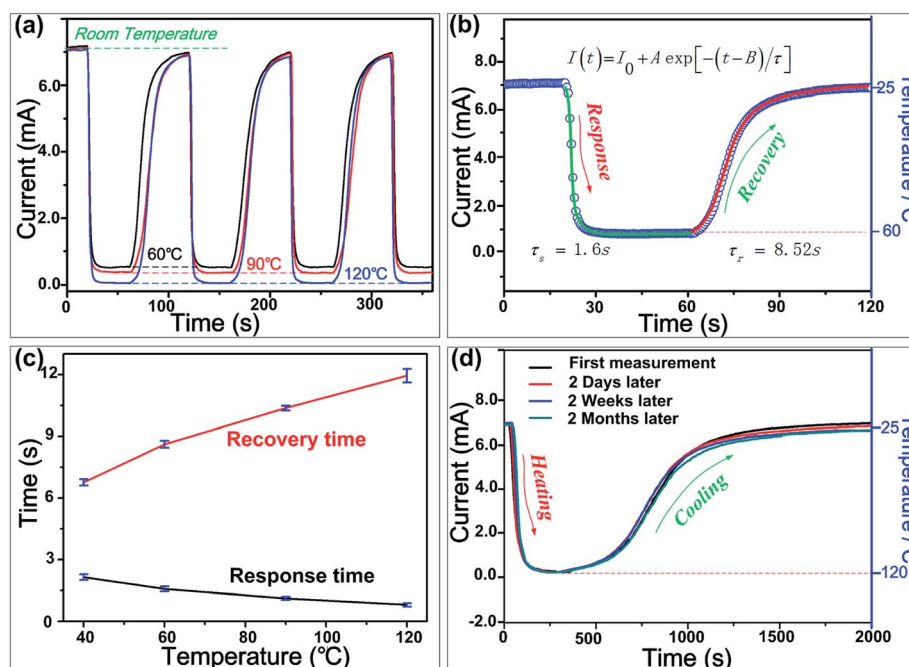 (a)
Room Temperature
Current (mA)
6.0
4.0
2.0
0.0
60℃
90℃
120℃
0
100
200
300
Time (s)
(b)
I(t)=I₀+A exp[-(t-B)/τ]
Current (mA)
8.0
6.0
4.0
2.0
0.0
Response
Recovery
τₛ = 1.6s
τᵣ = 8.52s
25
60
Temperature /℃
0
30
60
90
120
Time (s)
(c)
Time (s)
12
9
6
3
0
Recovery time
Response time
40
60
80
100
120
Temperature (℃)
(d)
First measurement
2 Days later
2 Weeks later
2 Months later
Current (mA)
8.0
6.0
4.0
2.0
0.0
-2.0
Heating
Cooling
25
120
Temperature /℃
0
500
1000
1500
2000
Time (s)